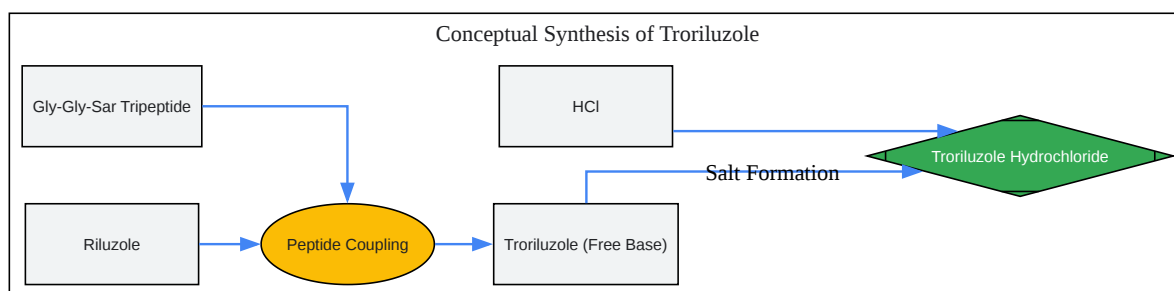 Conceptual Synthesis of Troriluzole
Gly-Gly-Sar Tripeptide
HCl
Troriluzole Hydrochloride
Salt Formation
Riluzole
Peptide Coupling
Troriluzole (Free Base)